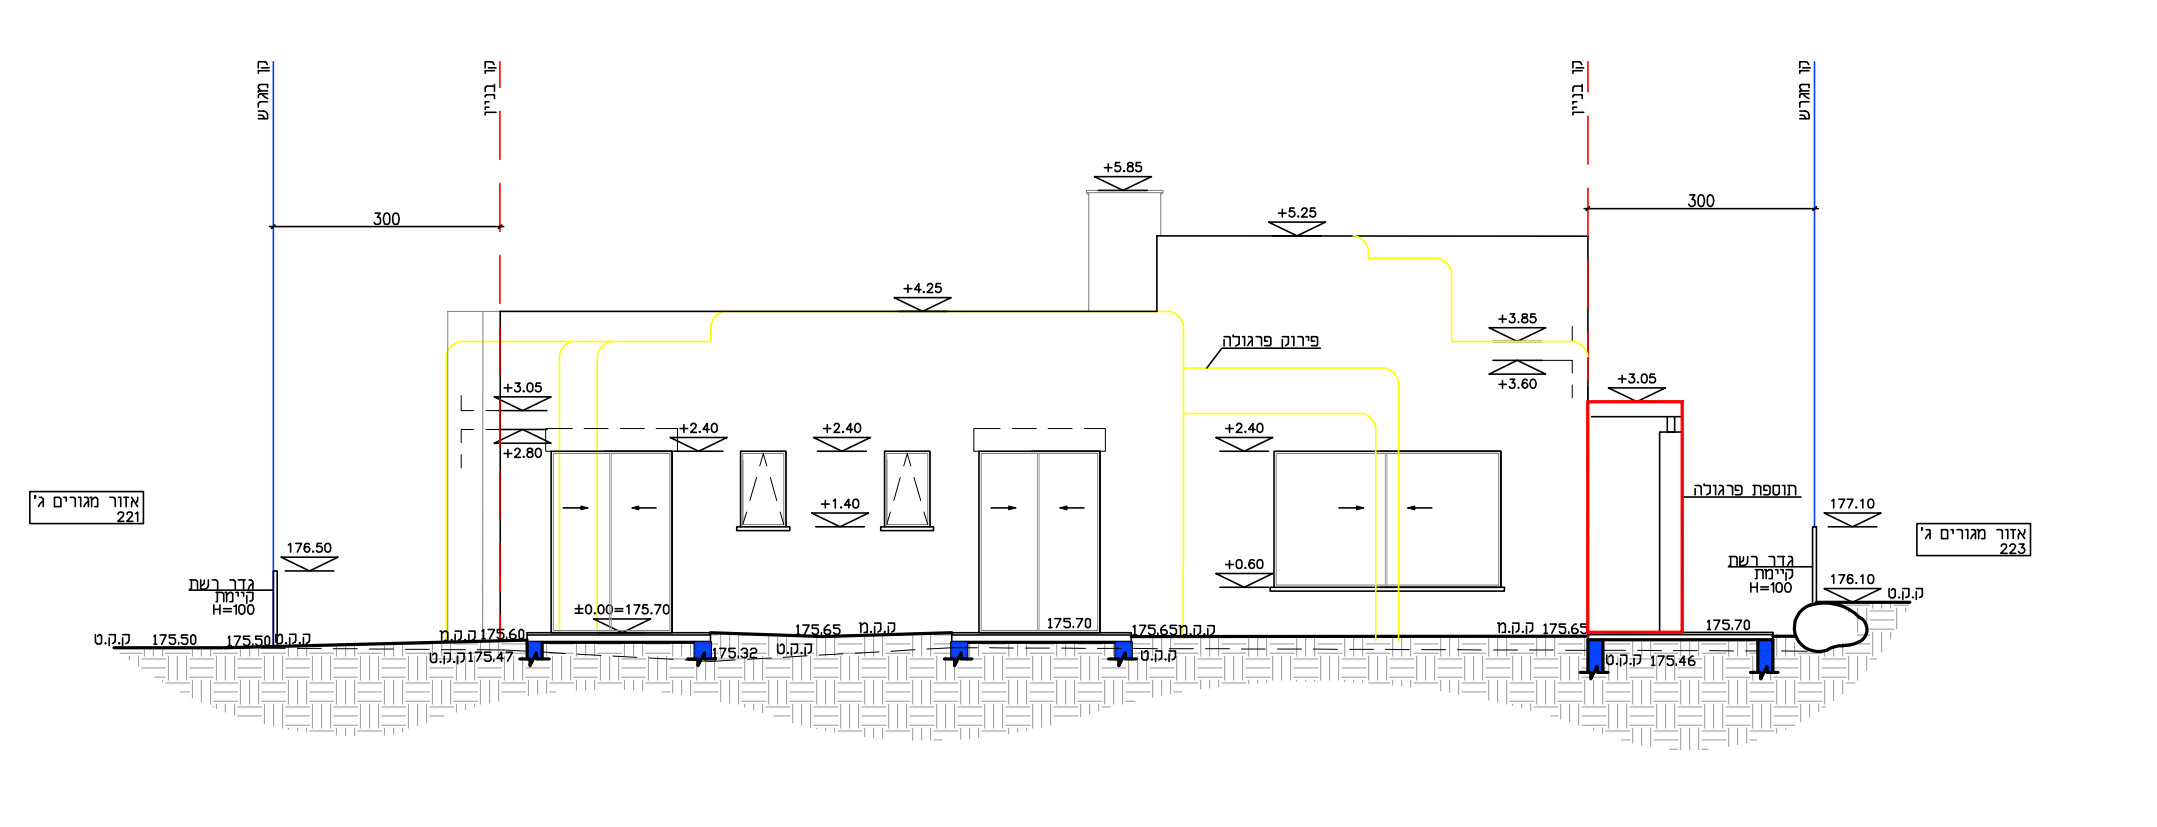 קו מגרש
קו בניין
קו בניין
קו מגרש
300
300
+5.85
+5.25
+4.25
+3.85
+3.60
פירוק פרגולה
+3.05
+2.80
+3.05
+2.40
+2.40
+2.40
+1.40
+0.60
תוספת פרגולה
אזור מגורים ג'
221
אזור מגורים ג'
223
177.10
176.50
176.10
גדר רשת
קיימת
H=100
גדר רשת
קיימת
H=100
ק.ק.ט
±0.00=175.70
ק.ק.ט 175.50
175.50 ק.ק.ט
ק.ק.מ 175.60
ק.ק.ט 175.47
175.32
ק.ק.ט
175.65 ק.ק.מ
175.70
175.65 ק.ק.מ
ק.ק.ט
ק.ק.מ 175.65
175.70
ק.ק.ט 175.46